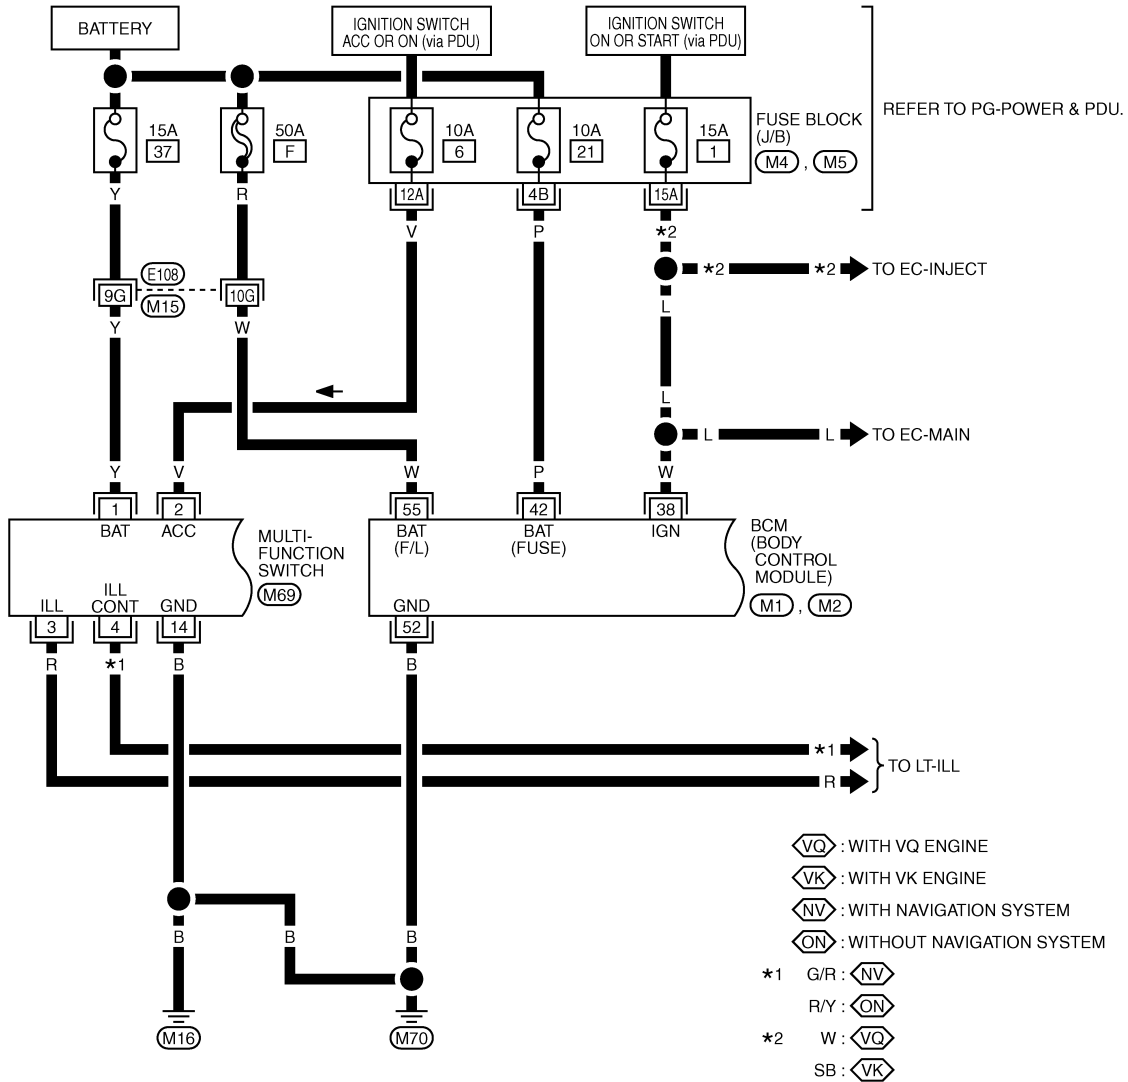 BATTERY
IGNITION SWITCH
ACC OR ON (via PDU)
IGNITION SWITCH
ON OR START (via PDU)
REFER TO PG-POWER & PDU.
15A
37
50A
F
10A
6
10A
21
15A
1
FUSE BLOCK
(J/B)
M4 , M5
12A
4B
15A
Y
R
V
P
*2
*2
*2
TO EC-INJECT
E108
9G
M15
10G
L
Y
W
L
L
L
TO EC-MAIN
Y
V
W
P
W
1
2
55
42
38
BAT
ACC
BAT
(F/L)
BAT
(FUSE)
IGN
MULTI-
FUNCTION
SWITCH
M69
BCM
(BODY
CONTROL
MODULE)
M1 , M2
ILL
ILL
CONT
GND
GND
3
4
14
52
R
*1
B
B
*1
R
TO LT-ILL
B
B
B
M16
M70
VQ : WITH VQ ENGINE
VK : WITH VK ENGINE
NV : WITH NAVIGATION SYSTEM
ON : WITHOUT NAVIGATION SYSTEM
*1 G/R : NV
R/Y : ON
*2 W : VQ
SB : VK